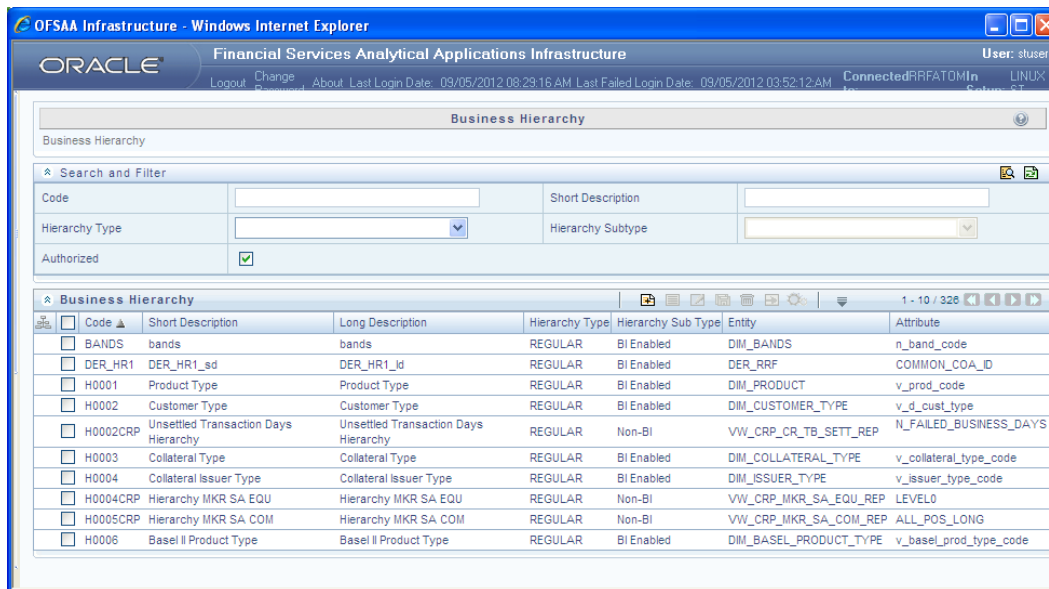 OFSAA Infrastructure - Windows Internet Explorer
ORACLE
Financial Services Analytical Applications Infrastructure
User: stuser
Logout Change Password About Last Login Date: 09/05/2012 08:29:16 AM Last Failed Login Date: 09/05/2012 03:52:12:AM Connected RRFATOM In LINUX
Business Hierarchy
Business Hierarchy
Search and Filter
Code Short Description
Hierarchy Type Hierarchy Subtype
Authorized
Business Hierarchy 1 - 10 / 326
Code Short Description Long Description Hierarchy Type Hierarchy Sub Type Entity Attribute
BANDS bands bands REGULAR BI Enabled DIM_BANDS n_band_code
DER_HR1 DER_HR1_sd DER_HR1_ld REGULAR BI Enabled DER_RRF COMMON_COA_ID
H0001 Product Type Product Type REGULAR BI Enabled DIM_PRODUCT v_prod_code
H0002 Customer Type Customer Type REGULAR BI Enabled DIM_CUSTOMER_TYPE v_d_cust_type
H0002CRP Unsettled Transaction Days Hierarchy Unsettled Transaction Days Hierarchy REGULAR Non-BI VW_CRP_CR_TB_SETT_REP N_FAILED_BUSINESS_DAYS
H0003 Collateral Type Collateral Type REGULAR BI Enabled DIM_COLLATERAL_TYPE v_collateral_type_code
H0004 Collateral Issuer Type Collateral Issuer Type REGULAR BI Enabled DIM_ISSUER_TYPE v_issuer_type_code
H0004CRP Hierarchy MKR SA EQU Hierarchy MKR SA EQU REGULAR Non-BI VW_CRP_MKR_SA_EQU_REP LEVEL0
H0005CRP Hierarchy MKR SA COM Hierarchy MKR SA COM REGULAR Non-BI VW_CRP_MKR_SA_COM_REP ALL_POS_LONG
H0006 Basel II Product Type Basel II Product Type REGULAR BI Enabled DIM_BASEL_PRODUCT_TYPE v_basel_prod_type_code